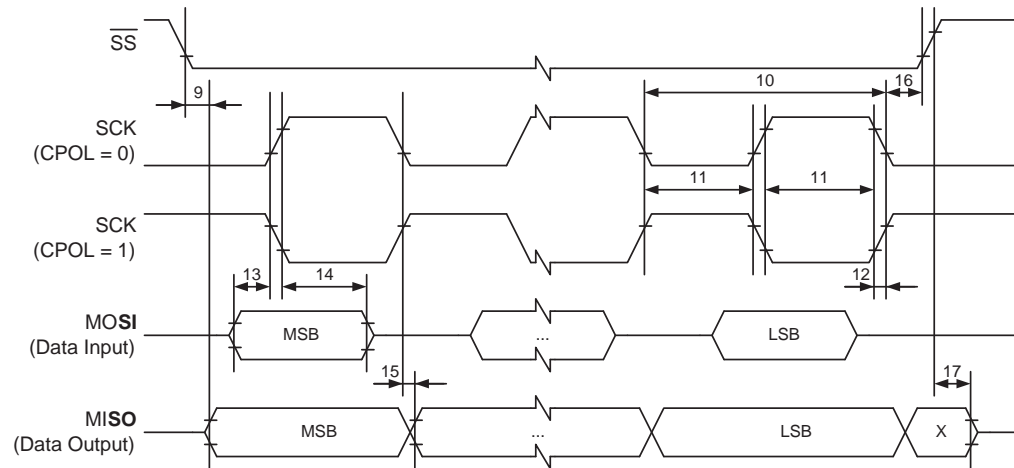 SS
10
16
9
SCK
(CPOL = 0)
11
11
SCK
(CPOL = 1)
13
14
12
MOSI
(Data Input)
MSB
...
LSB
15
17
MISO
(Data Output)
MSB
...
LSB
X